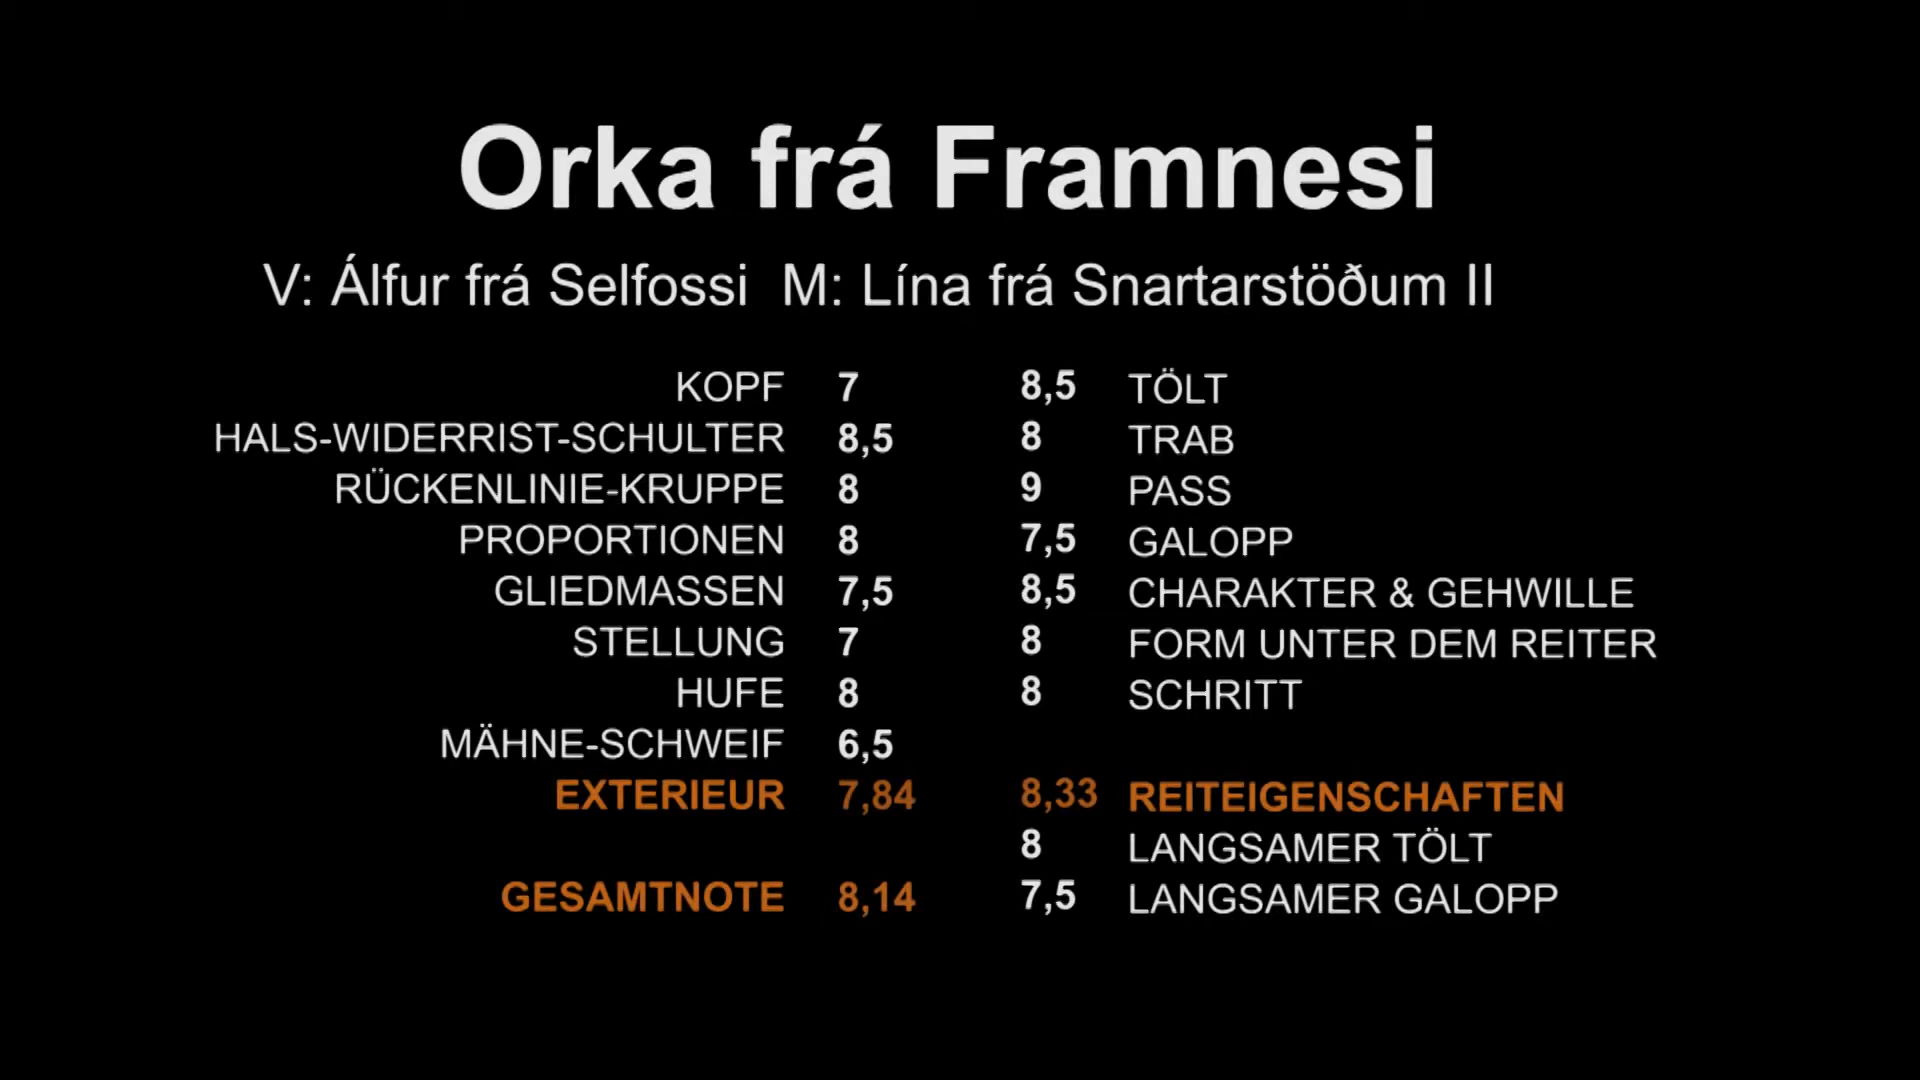 Orka frá Framnesi
V: Álfur frá Selfossi M: Lína frá Snartarstöðum II
KOPF 7 8,5 TÖLT
HALS-WIDERRIST-SCHULTER 8,5 8 TRAB
RÜCKENLINIE-KRUPPE 8 9 PASS
PROPORTIONEN 8 7,5 GALOPP
GLIEDMASSEN 7,5 8,5 CHARAKTER & GEHWILLE
STELLUNG 7 8 FORM UNTER DEM REITER
HUFE 8 8 SCHRITT
MÄHNE-SCHWEIF 6,5
EXTERIEUR 7,84 8,33 REITEIGENSCHAFTEN
8 LANGSAMER TÖLT
GESAMTNOTE 8,14 7,5 LANGSAMER GALOPP